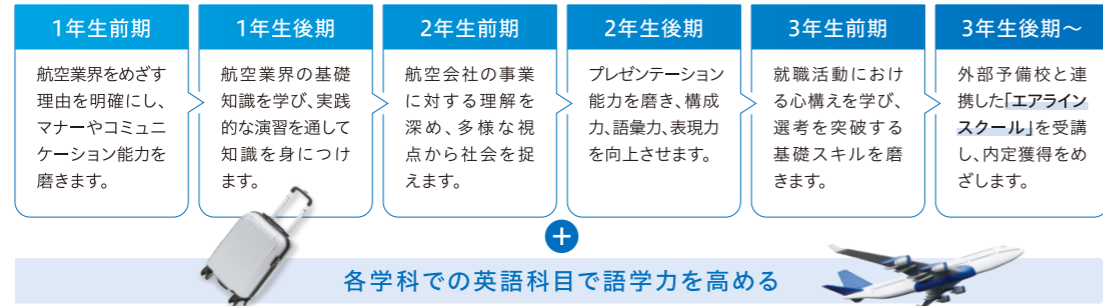 1年生前期
航空業界をめざす
理由を明確にし、
マナーやコミュニ
ケーション能力を
磨きます。
1年生後期
航空業界の基礎
知識を学び、実践
的な演習を通して
知識を身につけ
ます。
2年生前期
航空会社の事業
に対する理解を
深め、多様な視
点から社会を捉
えます。
2年生後期
プレゼンテーション
能力を磨き、構成
力、語彙力、表現力
を向上させます。
3年生前期
就職活動におけ
る心構えを学び、
選考を突破する
基礎スキルを磨
きます。
3年生後期〜
外部予備校と連
携した「エアライン
スクール」を受講
し、内定獲得をめ
ざします。
+
各学科での英語科目で語学力を高める